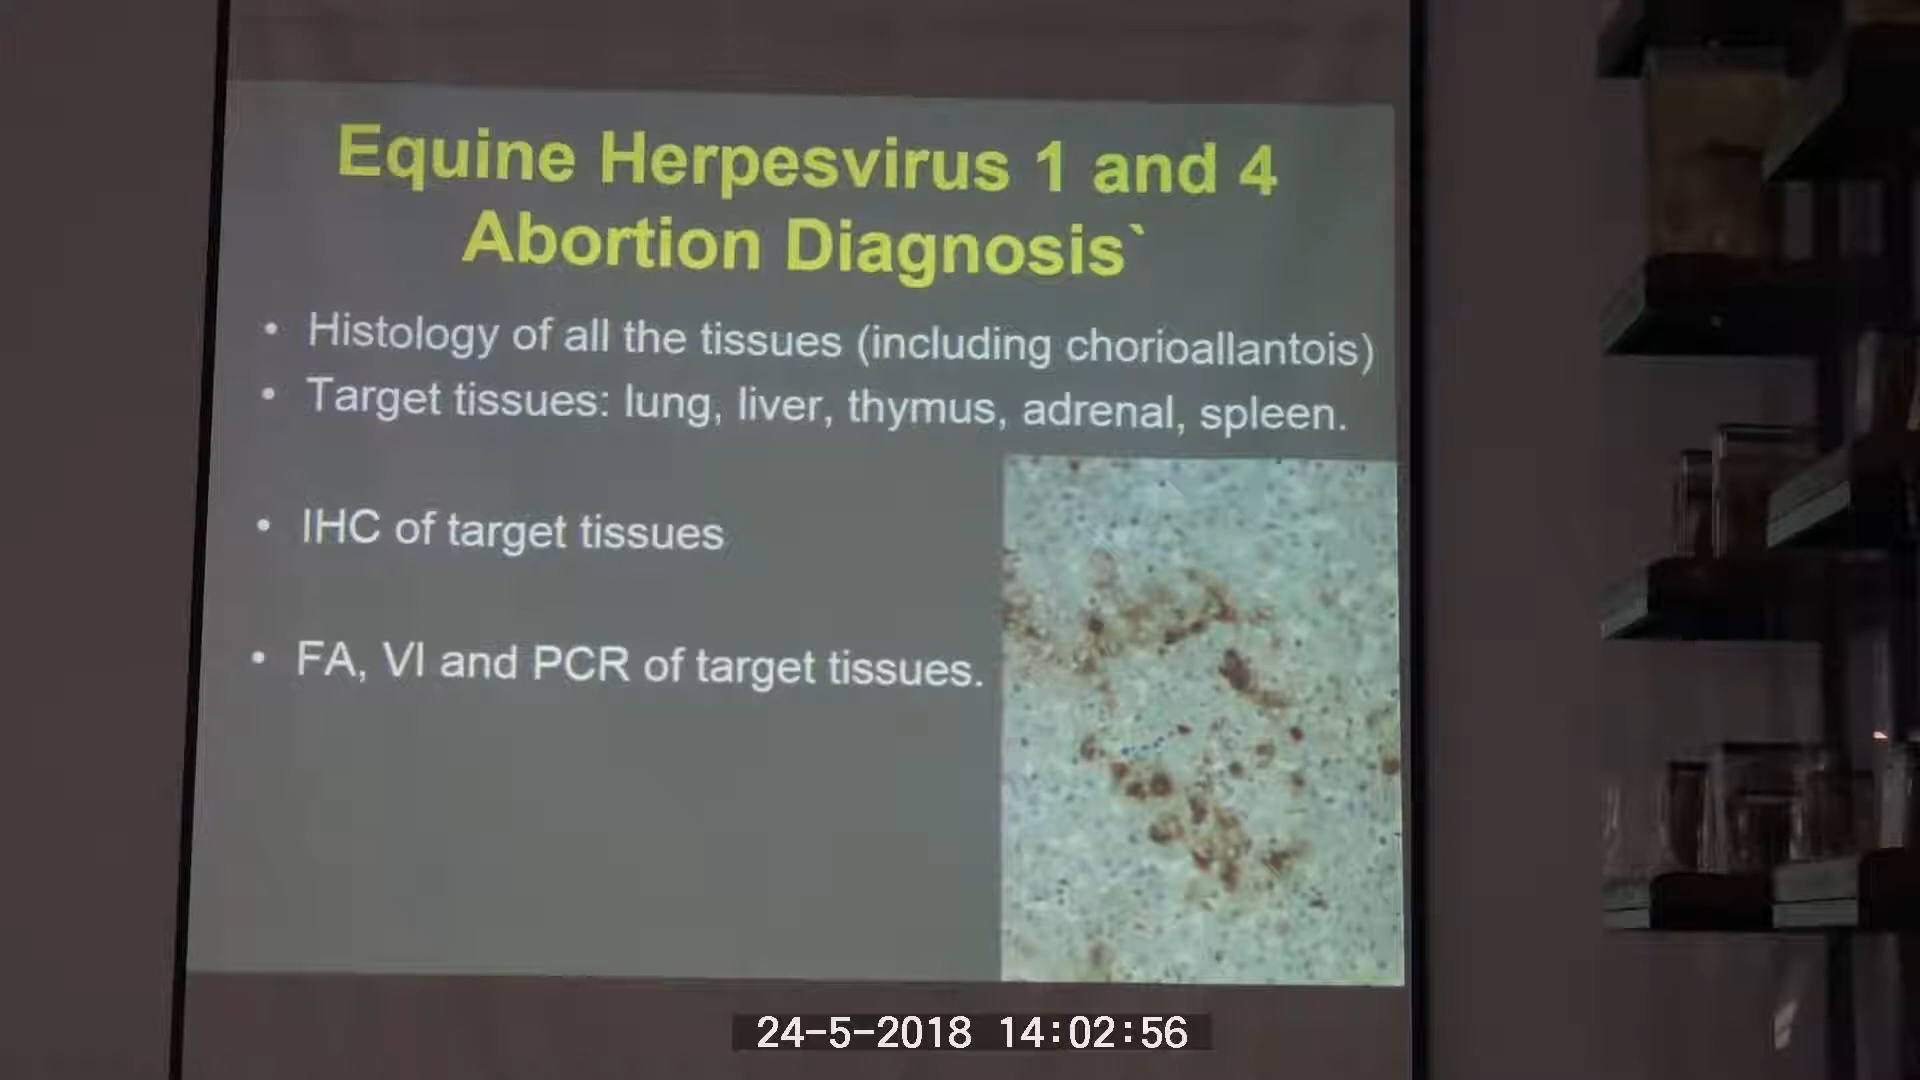 Equine Herpesvirus 1 and 4
Abortion Diagnosis`
• Histology of all the tissues (including chorioallantois)
• Target tissues: lung, liver, thymus, adrenal, spleen.
• IHC of target tissues
• FA, VI and PCR of target tissues.
24-5-2018 14:02:56